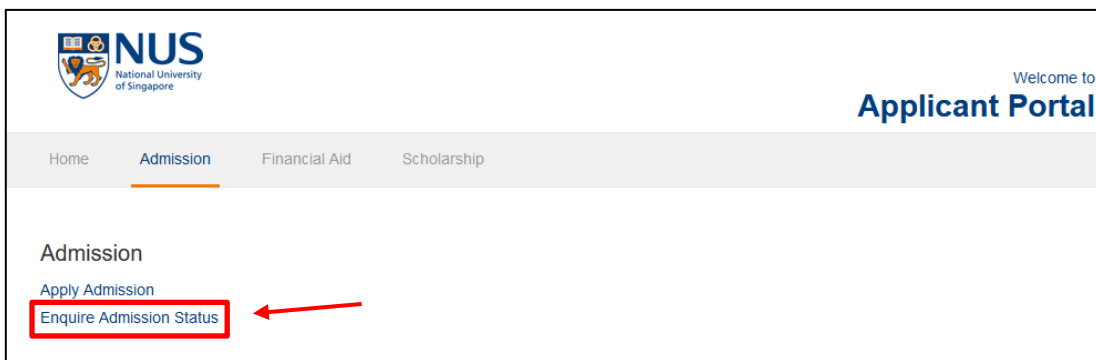 NUS
National University
of Singapore
Welcome to
Applicant Portal
Home Admission Financial Aid Scholarship
Admission
Apply Admission
Enquire Admission Status